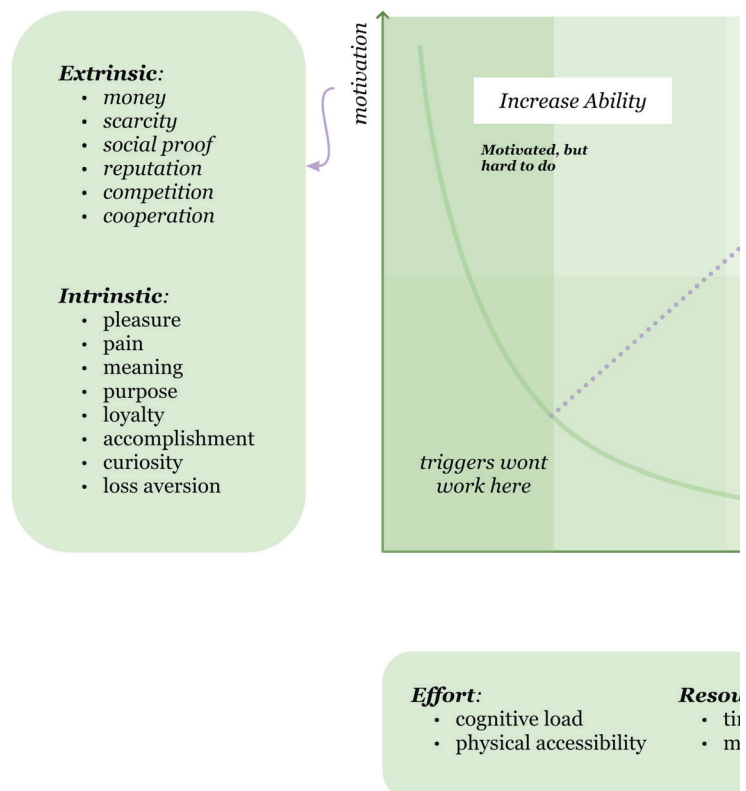 Extrinsic:
• money
• scarcity
• social proof
• reputation
• competition
• cooperation
Intrinstic:
• pleasure
• pain
• meaning
• purpose
• loyalty
• accomplishment
• curiosity
• loss aversion
motivation
Increase Ability
Motivated, but
hard to do
triggers wont
work here
Effort:
• cognitive load
• physical accessibility